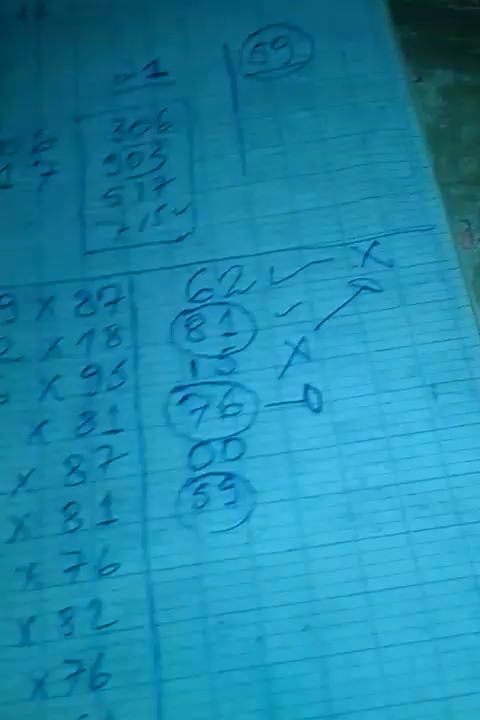 59
1
306
903
517
9 x 87
62
x 18
81
x 95
15
x 81
76
x 87
00
x 81
59
x 76
x 82
x 76